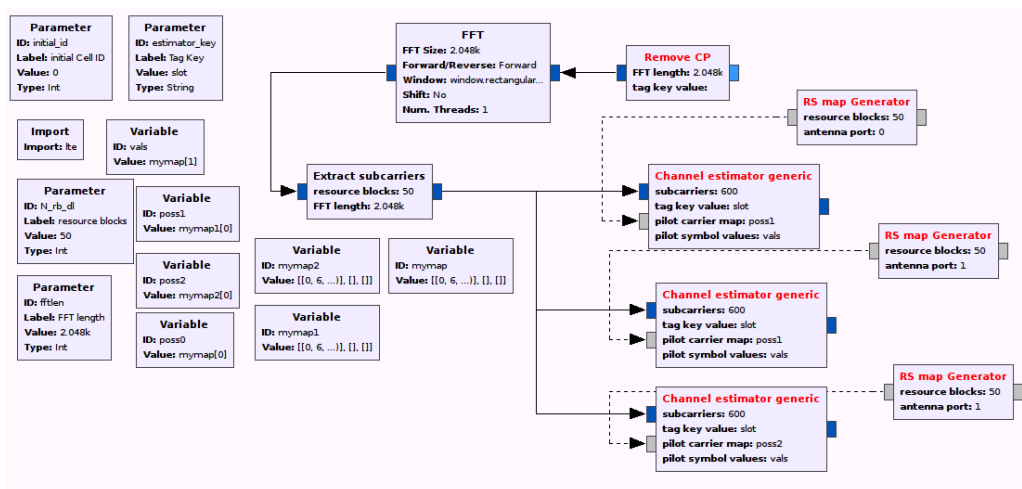 Parameter
ID: initial_id
Label: initial Cell ID
Value: 0
Type: Int
Parameter
ID: estimator_key
Label: Tag Key
Value: slot
Type: String
FFT
FFT Size: 2.048k
Forward/Reverse: Forward
Window: window.rectangular...
Shift: No
Num. Threads: 1
Remove CP
FFT length: 2.048k
tag key value:
RS map Generator
resource blocks: 50
antenna port: 0
Import
Import: lte
Variable
ID: vals
Value: mymap[1]
Extract subcarriers
resource blocks: 50
FFT length: 2.048k
Channel estimator generic
subcarriers: 600
tag key value: slot
pilot carrier map: poss1
pilot symbol values: vals
Parameter
ID: N_rb_dl
Label: resource blocks
Value: 50
Type: Int
Variable
ID: poss1
Value: mymap1[0]
RS map Generator
resource blocks: 50
antenna port: 1
Variable
ID: mymap2
Value: [[0, 6, ...)], [], []]
Variable
ID: mymap
Value: [[0, 6, ...)], [], []]
Variable
ID: poss2
Value: mymap2[0]
Parameter
ID: fftlen
Label: FFT length
Value: 2.048k
Type: Int
Channel estimator generic
subcarriers: 600
tag key value: slot
pilot carrier map: poss1
pilot symbol values: vals
Variable
ID: mymap1
Value: [[0, 6, ...)], [], []]
Variable
ID: poss0
Value: mymap[0]
RS map Generator
resource blocks: 50
antenna port: 1
Channel estimator generic
subcarriers: 600
tag key value: slot
pilot carrier map: poss2
pilot symbol values: vals